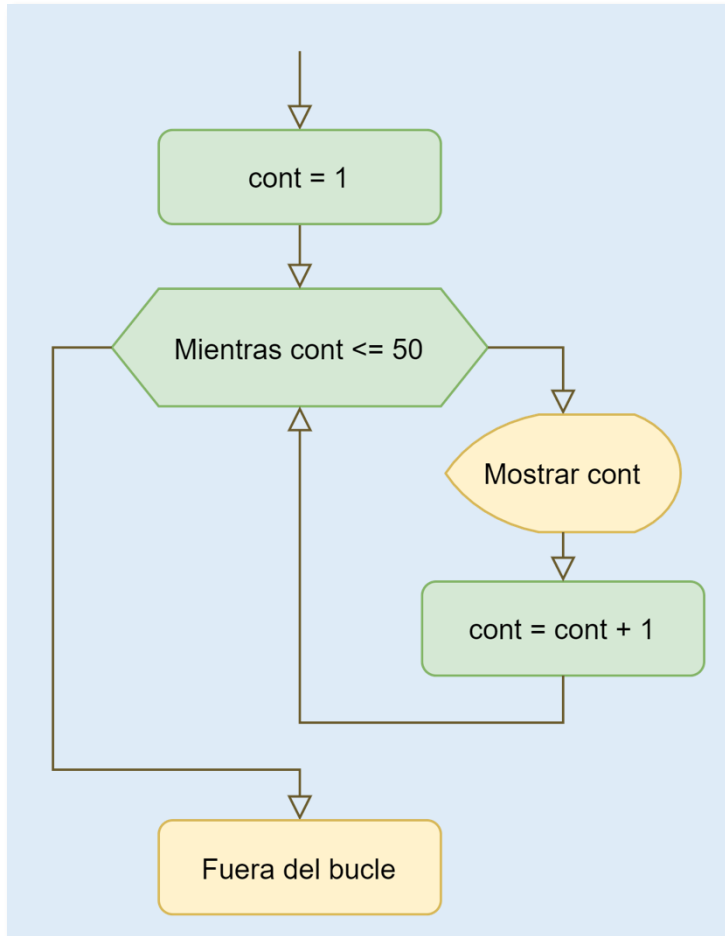 cont = 1
Mientras cont <= 50
Mostrar cont
cont = cont + 1
Fuera del bucle